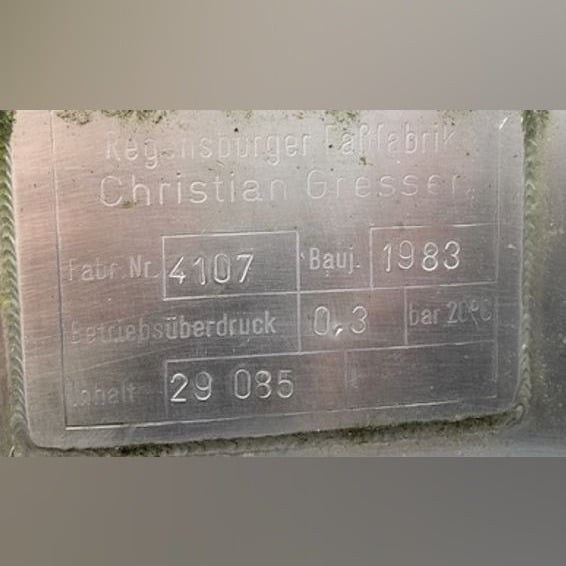 Regensburger Faßfabrik
Christian Gresser
Fabr. Nr. 4107 Bauj. 1983
Betriebsüberdruck 0,3 bar 20°C
Inhalt 29 085